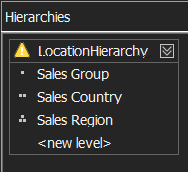 Hierarchies
LocationHierarchy
Sales Group
Sales Country
Sales Region
<new level>